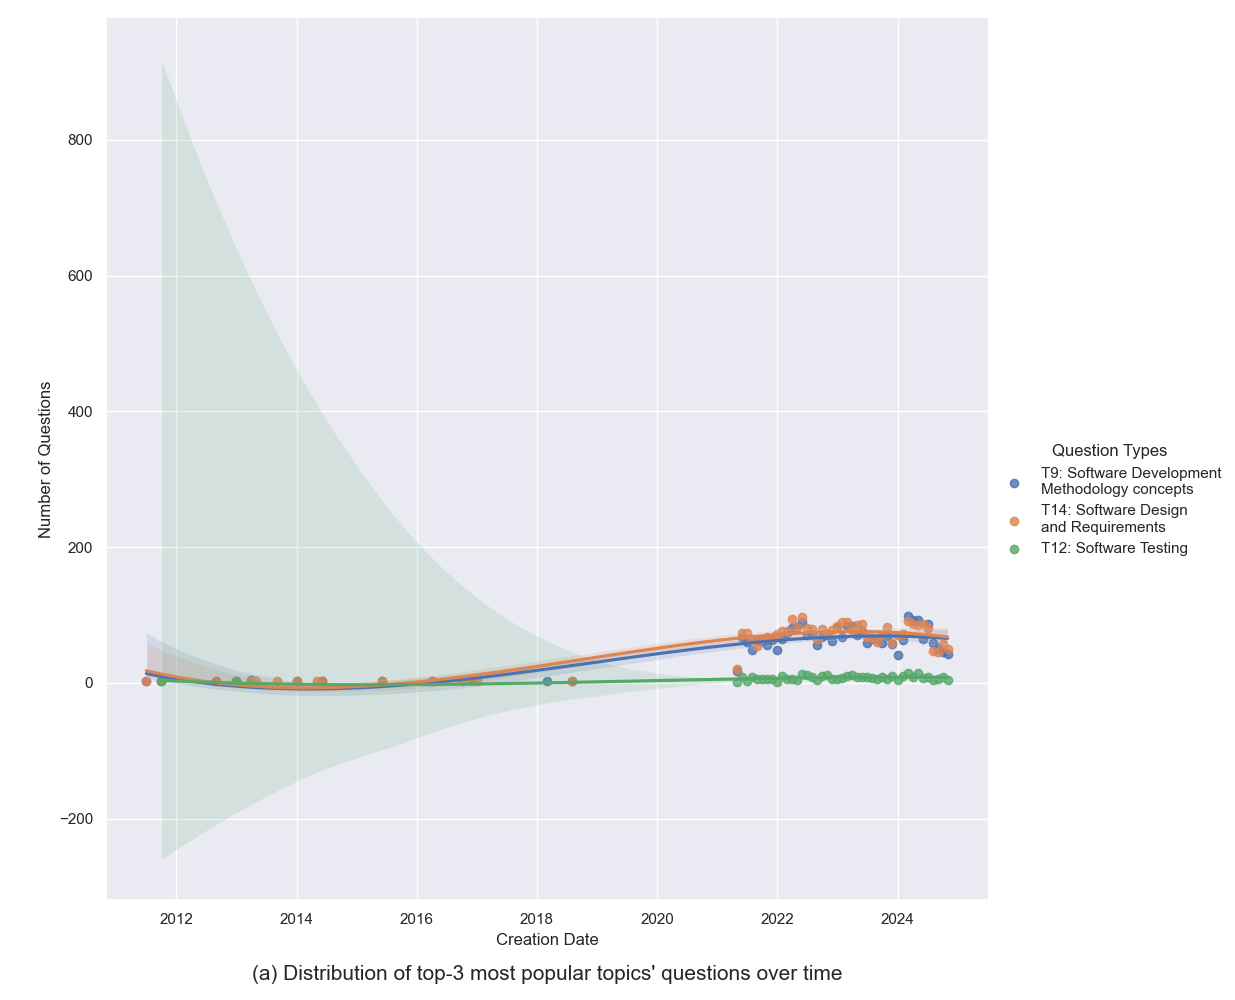 800
600
400
200
0
−200
Number of Questions
2012
2014
2016
2018
2020
2022
2024
Creation Date
Question Types
T9: Software Development
Methodology concepts
T14: Software Design
and Requirements
T12: Software Testing
(a) Distribution of top-3 most popular topics' questions over time